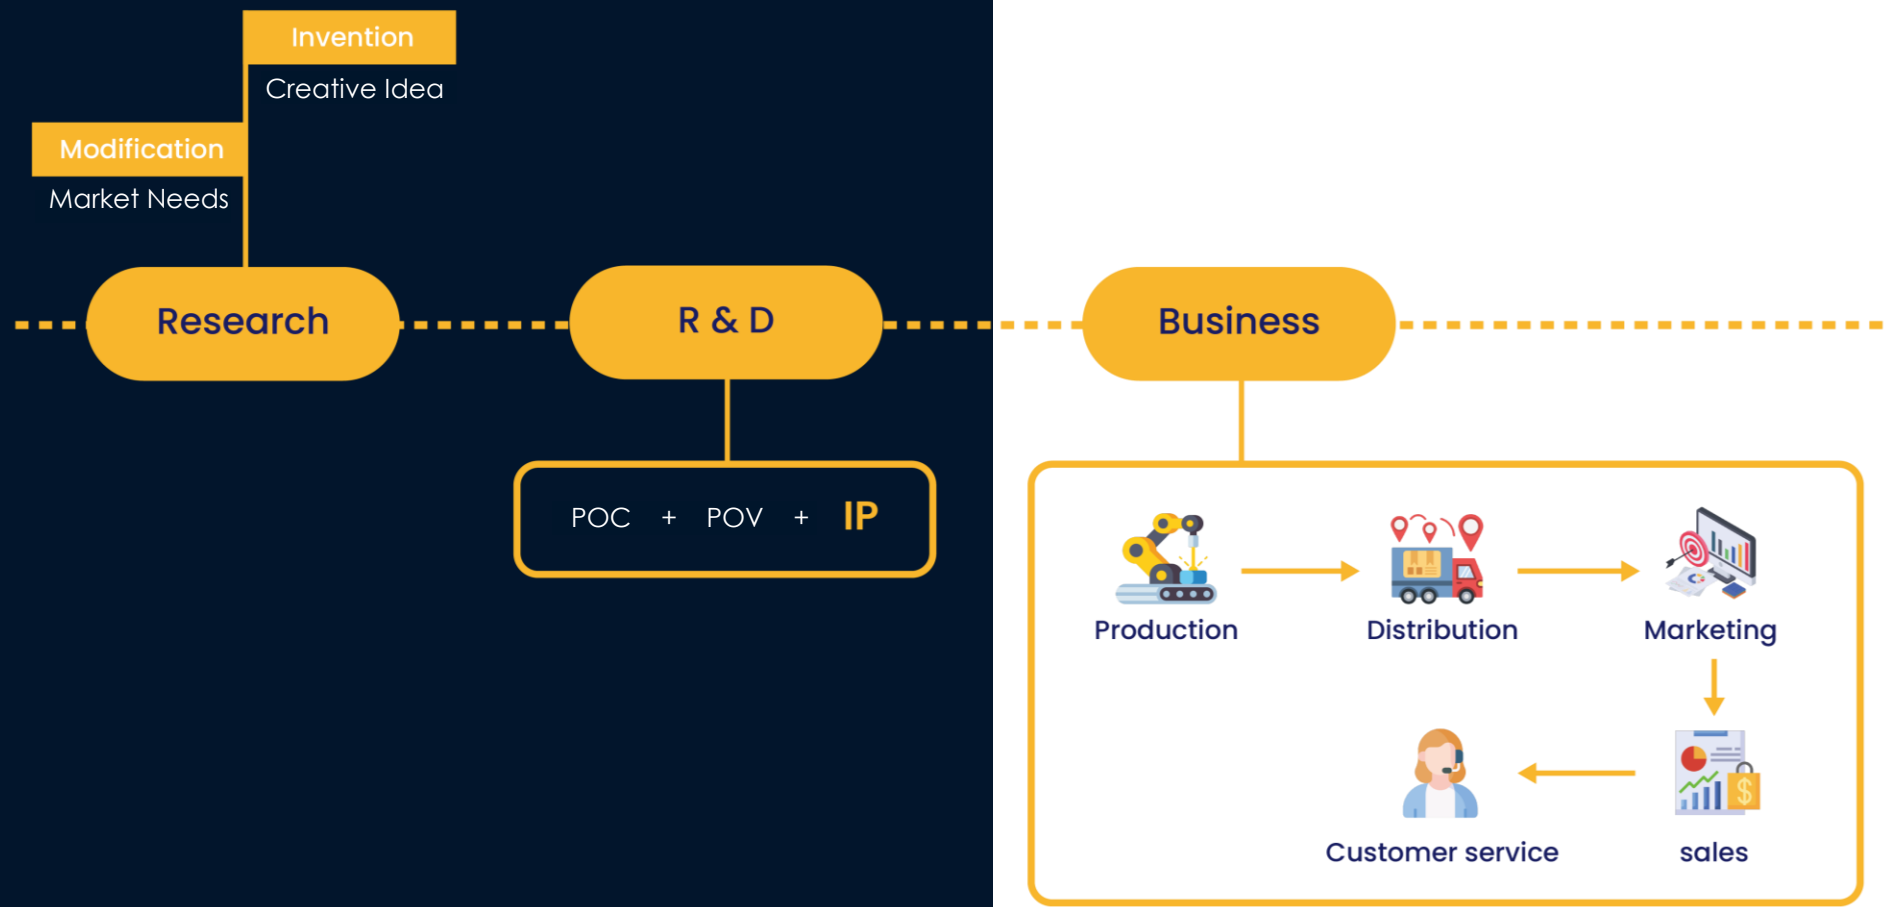 Invention
Creative Idea
Modification
Market Needs
Research
R & D
Business
POC + POV + IP
Production
Distribution
Marketing
Customer service
sales